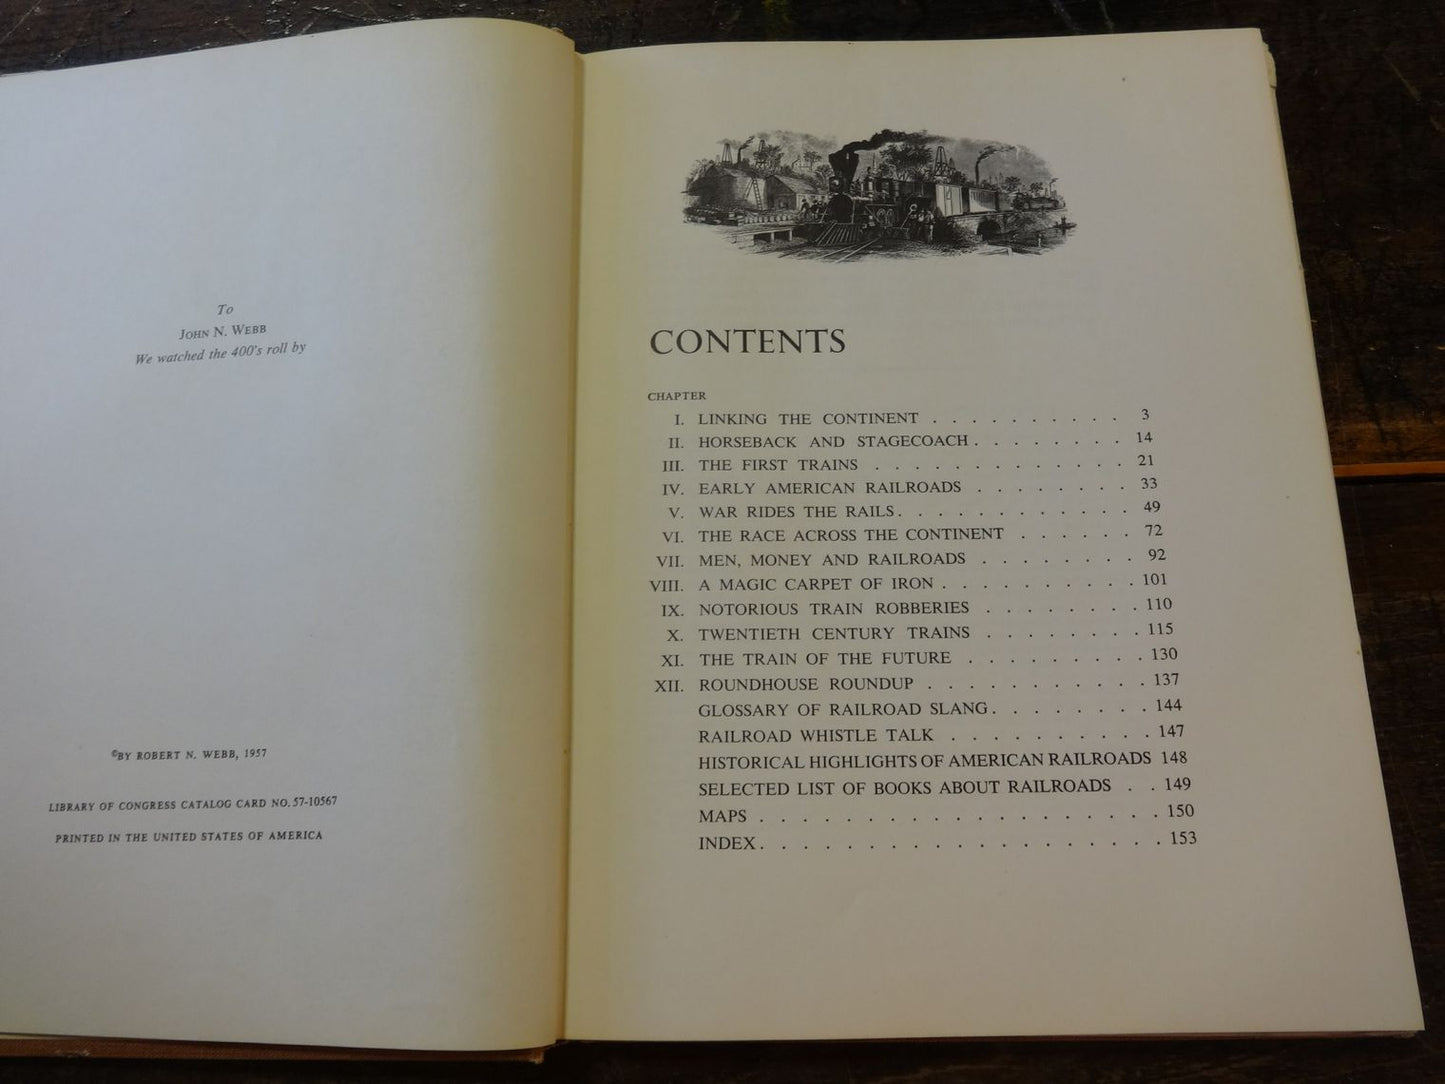 To
JOHN N. WEBB
We watched the 400's roll by
©BY ROBERT N. WEBB, 1957
LIBRARY OF CONGRESS CATALOG CARD NO. 57-10567
PRINTED IN THE UNITED STATES OF AMERICA
CONTENTS
CHAPTER
I. LINKING THE CONTINENT . . . . . . . . . . 3
II. HORSEBACK AND STAGECOACH . . . . . . . . 14
III. THE FIRST TRAINS . . . . . . . . . . . . . 21
IV. EARLY AMERICAN RAILROADS . . . . . . . . 33
V. WAR RIDES THE RAILS . . . . . . . . . . . . 49
VI. THE RACE ACROSS THE CONTINENT . . . . . . 72
VII. MEN, MONEY AND RAILROADS . . . . . . . . 92
VIII. A MAGIC CARPET OF IRON . . . . . . . . . . 101
IX. NOTORIOUS TRAIN ROBBERIES . . . . . . . . 110
X. TWENTIETH CENTURY TRAINS . . . . . . . . 115
XI. THE TRAIN OF THE FUTURE . . . . . . . . . 130
XII. ROUNDHOUSE ROUNDUP . . . . . . . . . . . 137
GLOSSARY OF RAILROAD SLANG . . . . . . . . 144
RAILROAD WHISTLE TALK . . . . . . . . . . 147
HISTORICAL HIGHLIGHTS OF AMERICAN RAILROADS 148
SELECTED LIST OF BOOKS ABOUT RAILROADS . . 149
MAPS . . . . . . . . . . . . . . . . . . . 150
INDEX . . . . . . . . . . . . . . . . . . . 153